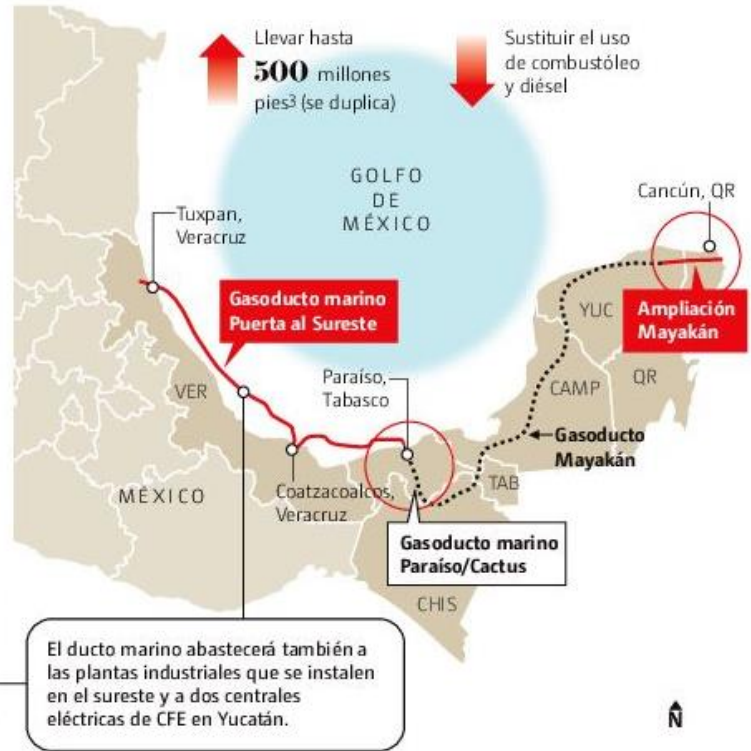 Llevar hasta
500 millones
pies3 (se duplica)
Sustituir el uso
de combustóleo
y diésel
GOLFO
DE
MÉXICO
Cancún, QR
Tuxpan,
Veracruz
Gasoducto marino
Puerta al Sureste
YUC
Ampliación
Mayakán
VER
Paraíso,
Tabasco
CAMP
QR
Gasoducto
Mayakán
MÉXICO
Coatzacoalcos,
Veracruz
TAB
Gasoducto marino
Paraíso/Cactus
CHIS
El ducto marino abastecerá también a
las plantas industriales que se instalen
en el sureste y a dos centrales
eléctricas de CFE en Yucatán.
N